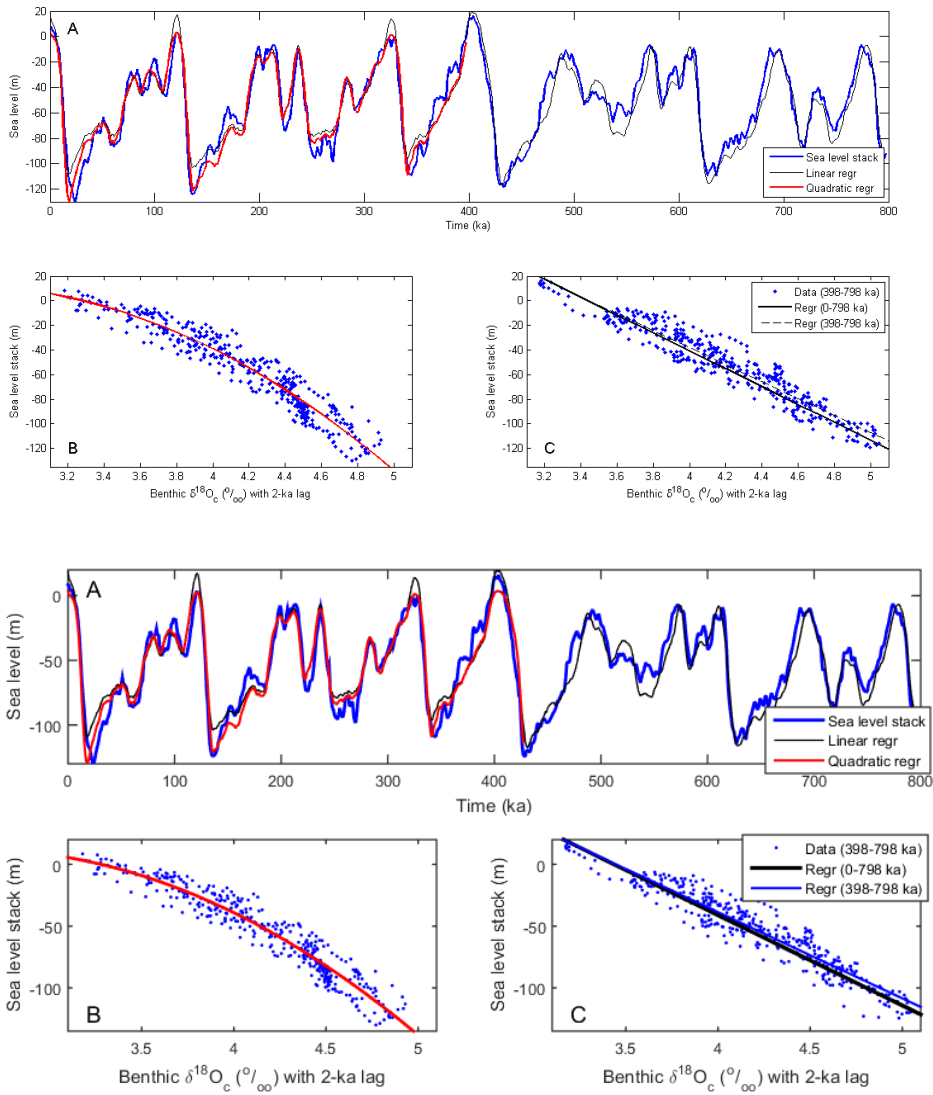 A
20
0
-20
-40
-60
-80
-100
-120
Sea level (m)
Sea level stack
Linear regr
Quadratic regr
0 100 200 300 400 500 600 700 800
Time (ka)
20
0
-20
-40
-60
-80
-100
-120
Sea level stack (m)
B
3.2 3.4 3.6 3.8 4 4.2 4.4 4.6 4.8 5
Benthic δ18Oc (o/oo) with 2-ka lag
20
0
-20
-40
-60
-80
-100
-120
Sea level stack (m)
Data (398-798 ka)
Regr (0-798 ka)
Regr (398-798 ka)
C
3.2 3.4 3.6 3.8 4 4.2 4.4 4.6 4.8 5
Benthic δ18Oc (o/oo) with 2-ka lag
A
0
-50
-100
Sea level (m)
Sea level stack
Linear regr
Quadratic regr
0 100 200 300 400 500 600 700 800
Time (ka)
0
-50
-100
Sea level stack (m)
B
3.5 4 4.5 5
Benthic δ18Oc (o/oo) with 2-ka lag
0
-50
-100
Sea level stack (m)
Data (398-798 ka)
Regr (0-798 ka)
Regr (398-798 ka)
C
3.5 4 4.5 5
Benthic δ18Oc (o/oo) with 2-ka lag